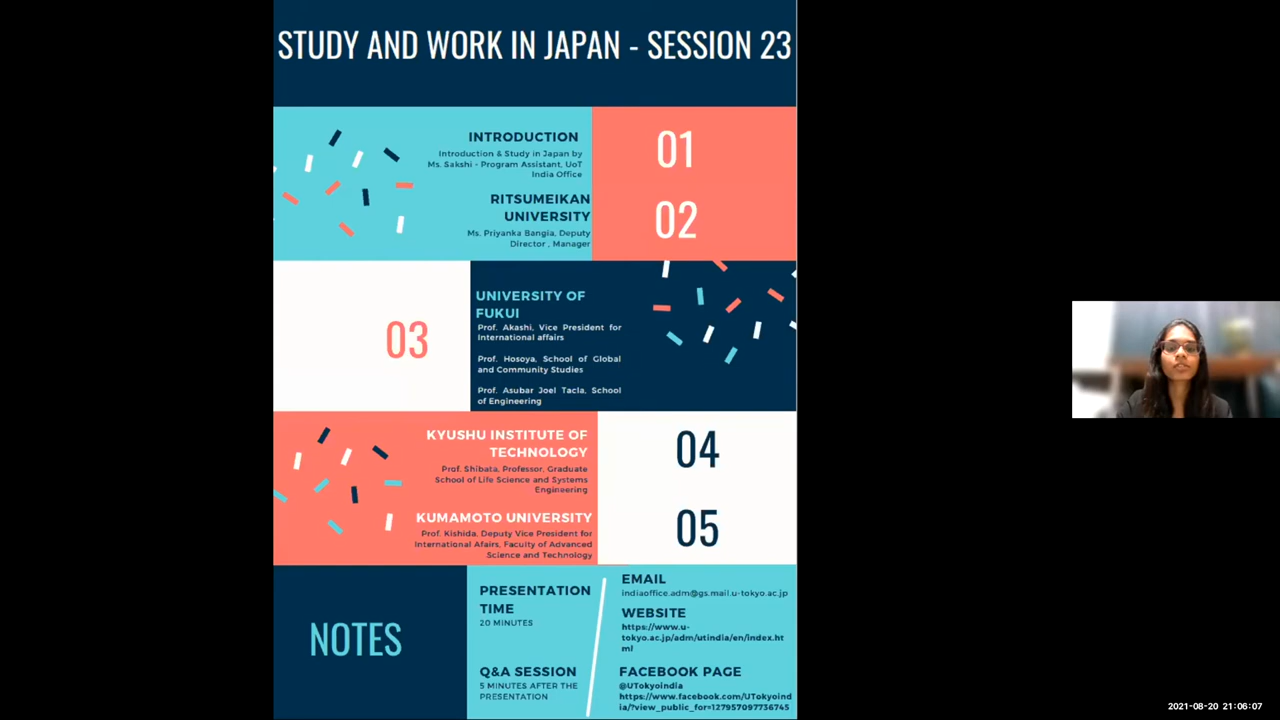 STUDY AND WORK IN JAPAN - SESSION 23
INTRODUCTION
Introduction & Study in Japan by
Ms. Sakshi - Program Assistant, UoT
India Office
01
RITSUMEIKAN
UNIVERSITY
Ms. Priyanka Bangia, Deputy
Director , Manager
02
03
UNIVERSITY OF
FUKUI
Prof. Akashi, Vice President for
International affairs
Prof. Hosoya, School of Global
and Community Studies
Prof. Asubar Joel Tacla, School
of Engineering
KYUSHU INSTITUTE OF
TECHNOLOGY
Prof. Shibata, Professor, Graduate
School of Life Science and Systems
Engineering
04
KUMAMOTO UNIVERSITY
Prof. Kishida, Deputy Vice President for
International Afairs, Faculty of Advanced
Science and Technology
05
NOTES
PRESENTATION
TIME
20 MINUTES
Q&A SESSION
5 MINUTES AFTER THE
PRESENTATION
EMAIL
indiaoffice.adm@gs.mail.u-tokyo.ac.jp
WEBSITE
https://www.u-
tokyo.ac.jp/adm/utindia/en/index.ht
ml
FACEBOOK PAGE
@UTokyoindia
https://www.facebook.com/UTokyoind
ia/?view_public_for=127957097736745
2021-08-20 21:06:07